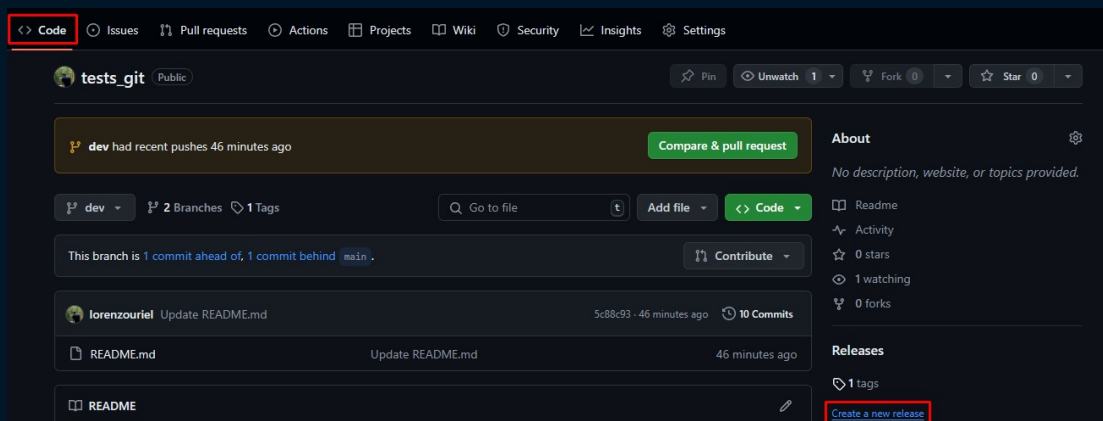 <> Code Issues Pull requests Actions Projects Wiki Security Insights Settings
tests_git Public Pin Unwatch 1 Fork 0 Star 0
dev had recent pushes 46 minutes ago Compare & pull request
dev 2 Branches 1 Tags Go to file t Add file <> Code
This branch is 1 commit ahead of, 1 commit behind main. Contribute
lorenzouriel Update README.md 5c88c93 · 46 minutes ago 10 Commits
README.md Update README.md 46 minutes ago
README
About
No description, website, or topics provided.
Readme
Activity
0 stars
1 watching
0 forks
Releases
1 tags
Create a new release